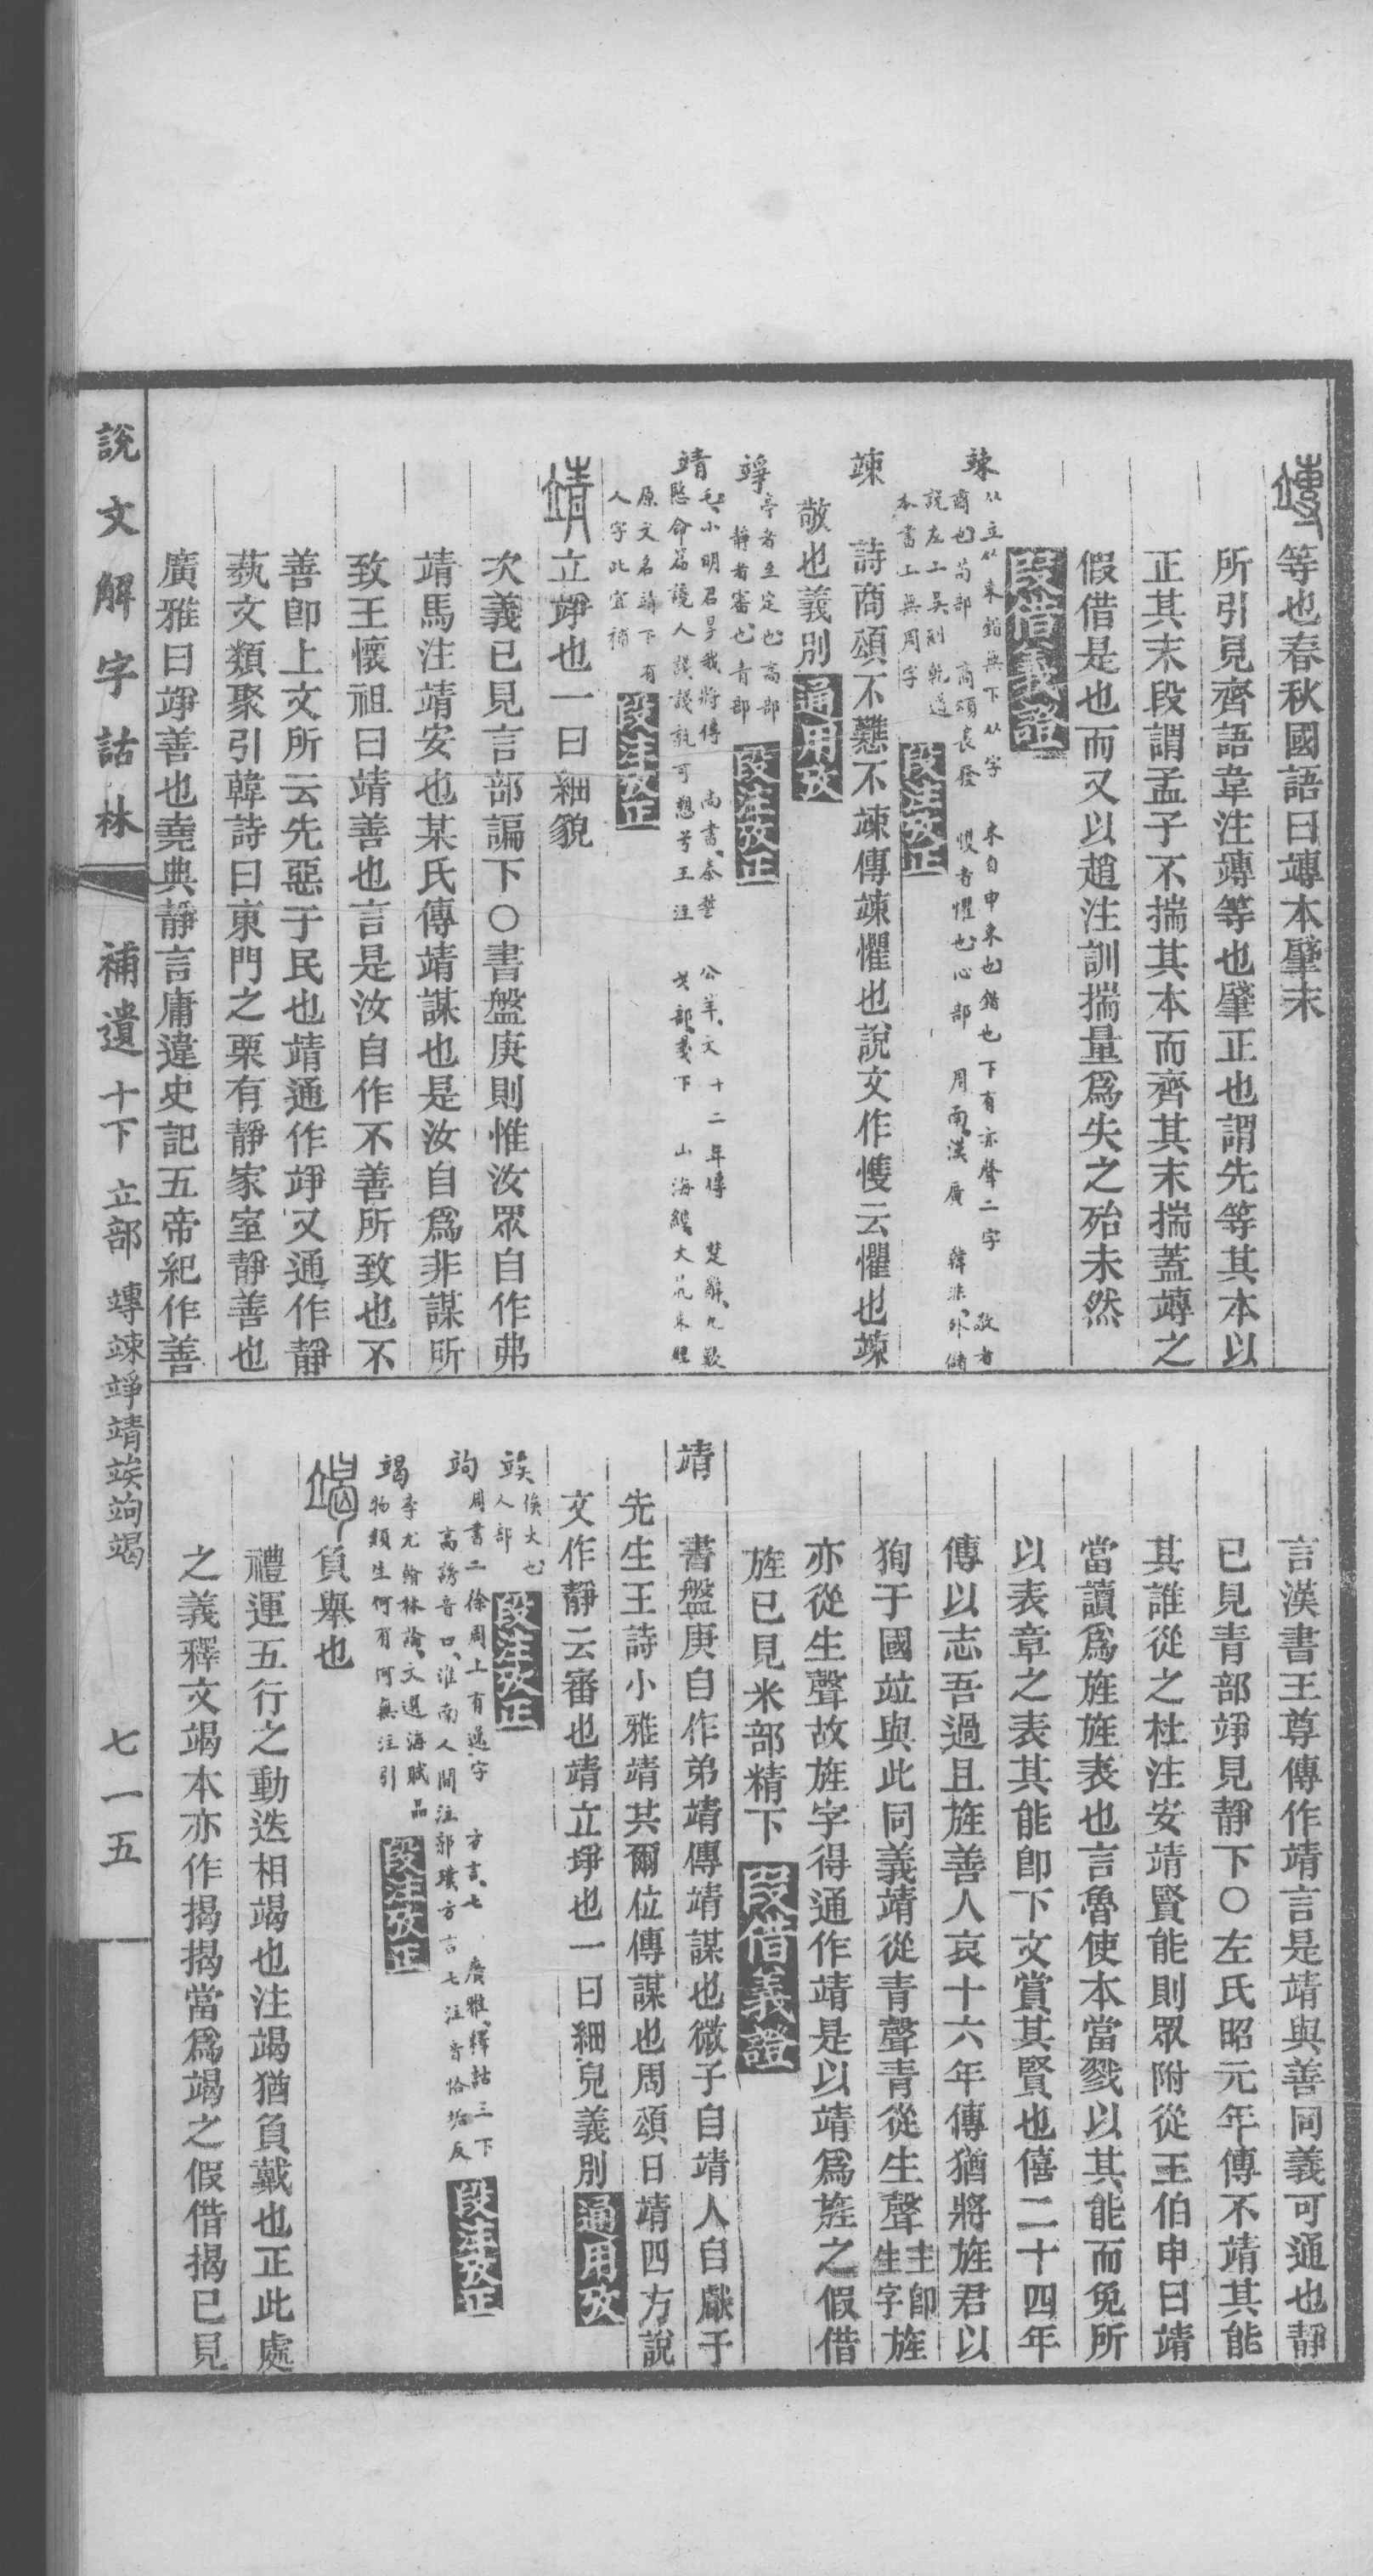 等也春秋國語曰竱本肇末
所引見齊語韋注竱等也肇正也謂先等其本以
正其末段謂孟子不揣其本而齊其末揣蓋竱之
假借是也而又以趙注訓揣量爲失之殆未然
段借義證
竦 从立从束鍇無下从字 束自申束也鍇也下有亦聲二字 敬者
肅也茍部 商頌長發 愯者懼也心部 周南漢廣 韓非外儲
說左上吳刻乾道
本書上無周字 段注攷正
竦 詩商頌不戁不竦傳竦懼也說文作愯云懼也竦
敬也義別 通用攷
竫 亭者至定也高部
靜者審也青部 段注攷正
靖 毛小明君曼我將傳 尚書秦誓 公羊文十二年傳 楚辭九歎
愍命篇讒人諓諓孰可愬兮王注 戈部戔下 山海經大荒東經
原文名靖下有
人字此宜補 段注攷正
靖 立竫也一曰細貌
次義已見言部諞下○書盤庚則惟汝眾自作弗
靖馬注靖安也某氏傳靖謀也是汝自爲非謀所
致王懷祖曰靖善也言是汝自作不善所致也不
善卽上文所云先惡于民也靖通作竫又通作靜
蓺文類聚引韓詩曰東門之栗有靜家室靜善也
廣雅曰竫善也堯典靜言庸違史記五帝紀作善
言漢書王尊傳作靖言是靖與善同義可通也靜
已見青部竫見靜下○左氏昭元年傳不靖其能
其誰從之杜注安靖賢能則眾附從王伯申曰靖
當讀爲旌旌表也言魯使本當戮以其能而免所
以表章之表其能卽下文賞其賢也僖二十四年
傳以志吾過且旌善人哀十六年傳猶將旌君以
狥于國竝與此同義靖從青聲青從生聲主卽生字旌
亦從生聲故旌字得通作靖是以靖爲旌之假借
旌已見米部精下 段借義證
靖 書盤庚自作弟靖傳靖謀也微子自靖人自獻于
先生王詩小雅靖其爾位傳謀也周頌日靖四方說
文作靜云審也靖立竫也一曰細皃義別 通用攷
竢 俟大也
人部 段注攷正
竘 周書二徐周上有逸字 方言七 廣雅釋詁三下
高誘音口淮南人間注郭璞方言七注音恪垢反 段注攷正
竭 李尤翰林論文選海賦品
物類生何有何無注引 段注攷正
竭 負舉也
禮運五行之動迭相竭也注竭猶負戴也正此處
之義釋文竭本亦作揭揭當爲竭之假借揭已見
說文解字詁林 補遺十下 立部 竱竦竫靖竢竘竭 七一五